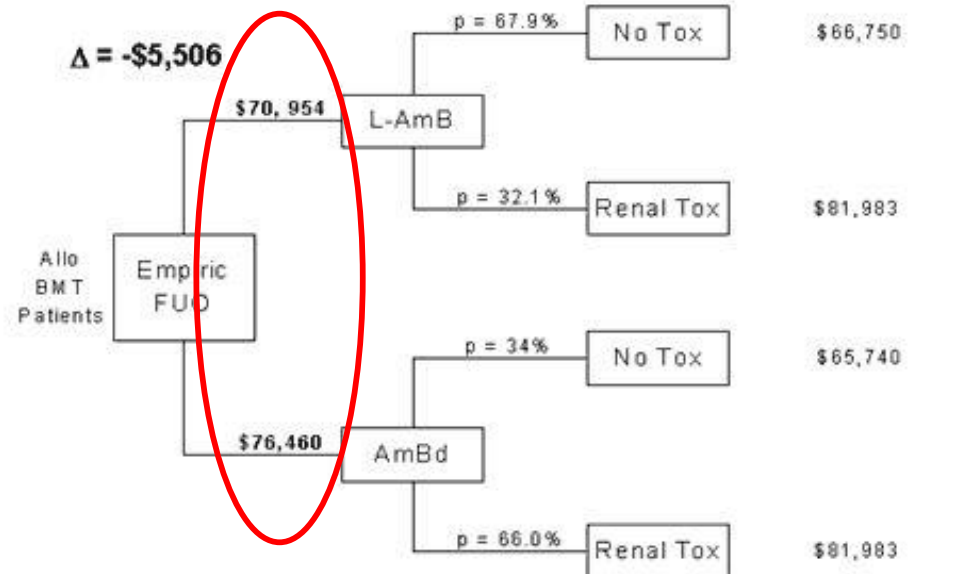 p = 67.9%
No Tox
$66,750
Δ = -$5,506
$70, 954
L-AmB
p = 32.1%
Renal Tox
$81,983
Allo
BMT
Patients
Empiric
FUO
p = 34%
No Tox
$65,740
$76,460
AmBd
p = 66.0%
Renal Tox
$81,983